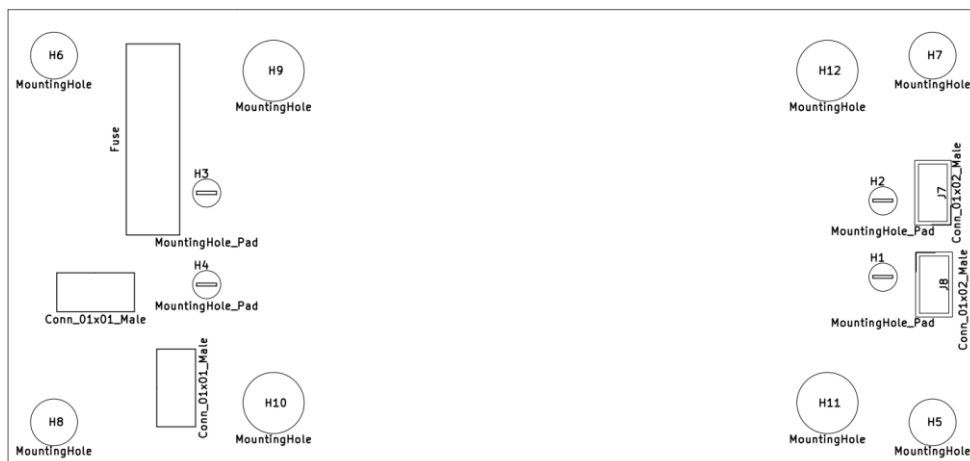 H6
MountingHole
H9
MountingHole
H12
MountingHole
H7
MountingHole
Fuse
H3
MountingHole_Pad
H2
MountingHole_Pad
J7
Conn_01x02_Male
H4
MountingHole_Pad
H1
MountingHole_Pad
J8
Conn_01x02_Male
Conn_01x01_Male
Conn_01x01_Male
H8
MountingHole
H10
MountingHole
H11
MountingHole
H5
MountingHole